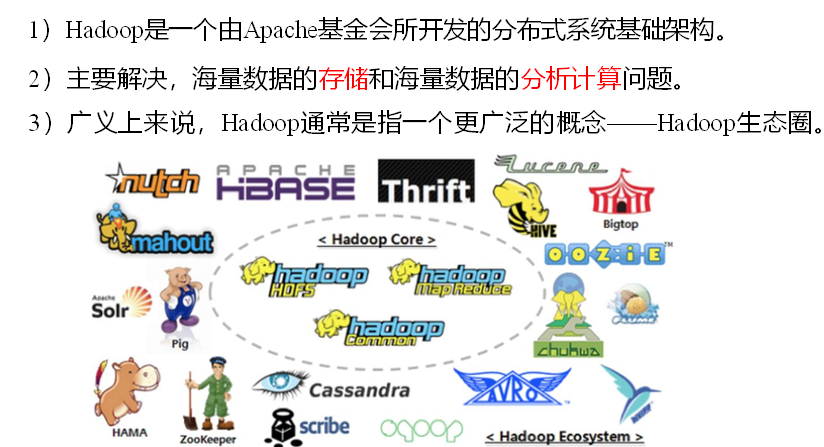 1）Hadoop是一个由Apache基金会所开发的分布式系统基础架构。
2）主要解决，海量数据的存储和海量数据的分析计算问题。
3）广义上来说，Hadoop通常是指一个更广泛的概念——Hadoop生态圈。
nutch
APACHE
HBASE
Thrift
Lucene
HIVE
Bigtop
mahout
< Hadoop Core >
OOZIE™
hadoop
HDFS
hadoop
MapReduce
Apache
Solr
Pig
hadoop
Common
Flume
chukwa
HAMA
ZooKeeper
Cassandra
scribe
sqoop
AVRO™
< Hadoop Ecosystem >